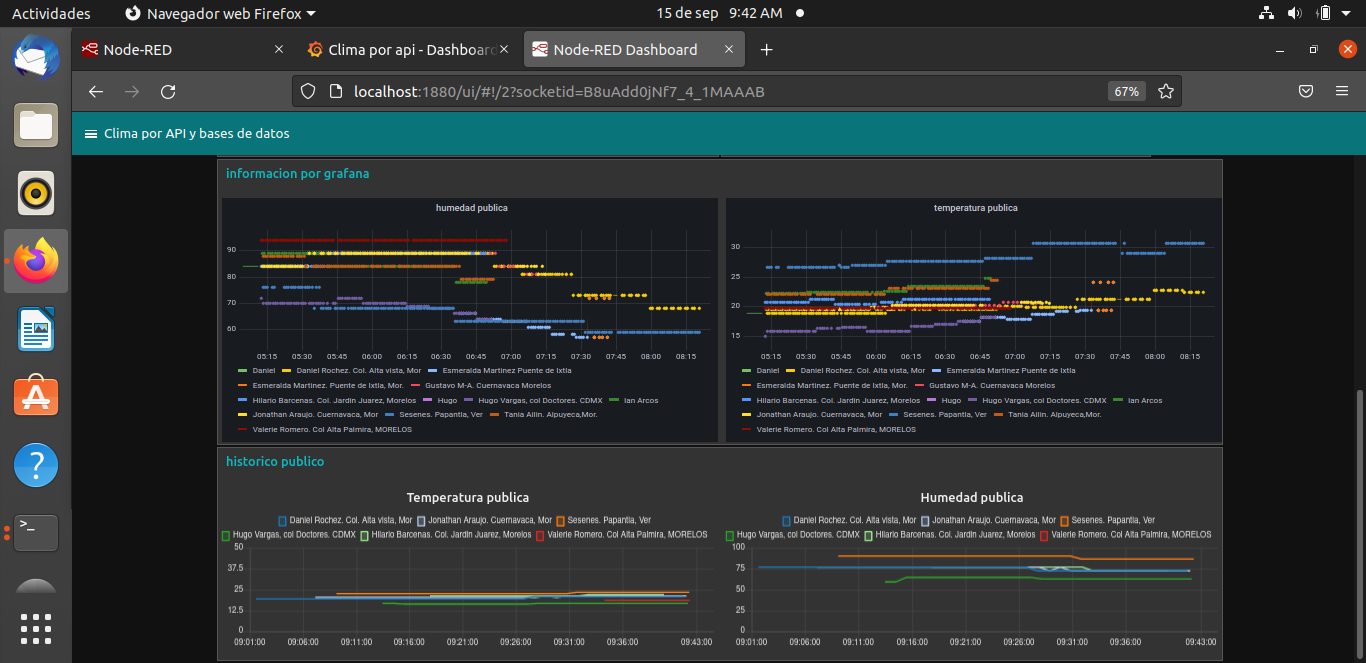 Actividades Navegador web Firefox 15 de sep 9:42 AM
Node-RED Clima por api - Dashboard Node-RED Dashboard
localhost:1880/ui/#!/2?socketid=B8uAdd0jNf7_4_1MAAAB 67%
Clima por API y bases de datos
informacion por grafana
humedad publica
90
80
70
60
05:15 05:30 05:45 06:00 06:15 06:30 06:45 07:00 07:15 07:30 07:45 08:00 08:15
Daniel Daniel Rochez. Col. Alta vista, Mor Esmeralda Martinez Puente de Ixtla
Esmeralda Martinez. Puente de Ixtla, Mor. Gustavo M-A. Cuernavaca Morelos
Hilario Barcenas. Col. Jardin Juarez, Morelos Hugo Hugo Vargas, col Doctores. CDMX Ian Arcos
Jonathan Araujo. Cuernavaca, Mor Sesenes. Papantla, Ver Tania Ailin. Alpuyeca,Mor.
Valerie Romero. Col Alta Palmira, MORELOS
temperatura publica
30
25
20
15
05:15 05:30 05:45 06:00 06:15 06:30 06:45 07:00 07:15 07:30 07:45 08:00 08:15
Daniel Daniel Rochez. Col. Alta vista, Mor Esmeralda Martinez Puente de Ixtla
Esmeralda Martinez. Puente de Ixtla, Mor. Gustavo M-A. Cuernavaca Morelos
Hilario Barcenas. Col. Jardin Juarez, Morelos Hugo Hugo Vargas, col Doctores. CDMX Ian Arcos
Jonathan Araujo. Cuernavaca, Mor Sesenes. Papantla, Ver Tania Ailin. Alpuyeca,Mor.
Valerie Romero. Col Alta Palmira, MORELOS
historico publico
Temperatura publica
Daniel Rochez. Col. Alta vista, Mor Jonathan Araujo. Cuernavaca, Mor Sesenes. Papantla, Ver
Hugo Vargas, col Doctores. CDMX Hilario Barcenas. Col. Jardin Juarez, Morelos Valerie Romero. Col Alta Palmira, MORELOS
50
37.5
25
12.5
0
09:01:00 09:06:00 09:11:00 09:16:00 09:21:00 09:26:00 09:31:00 09:36:00 09:43:00
Humedad publica
Daniel Rochez. Col. Alta vista, Mor Jonathan Araujo. Cuernavaca, Mor Sesenes. Papantla, Ver
Hugo Vargas, col Doctores. CDMX Hilario Barcenas. Col. Jardin Juarez, Morelos Valerie Romero. Col Alta Palmira, MORELOS
100
75
50
25
0
09:01:00 09:06:00 09:11:00 09:16:00 09:21:00 09:26:00 09:31:00 09:36:00 09:43:00